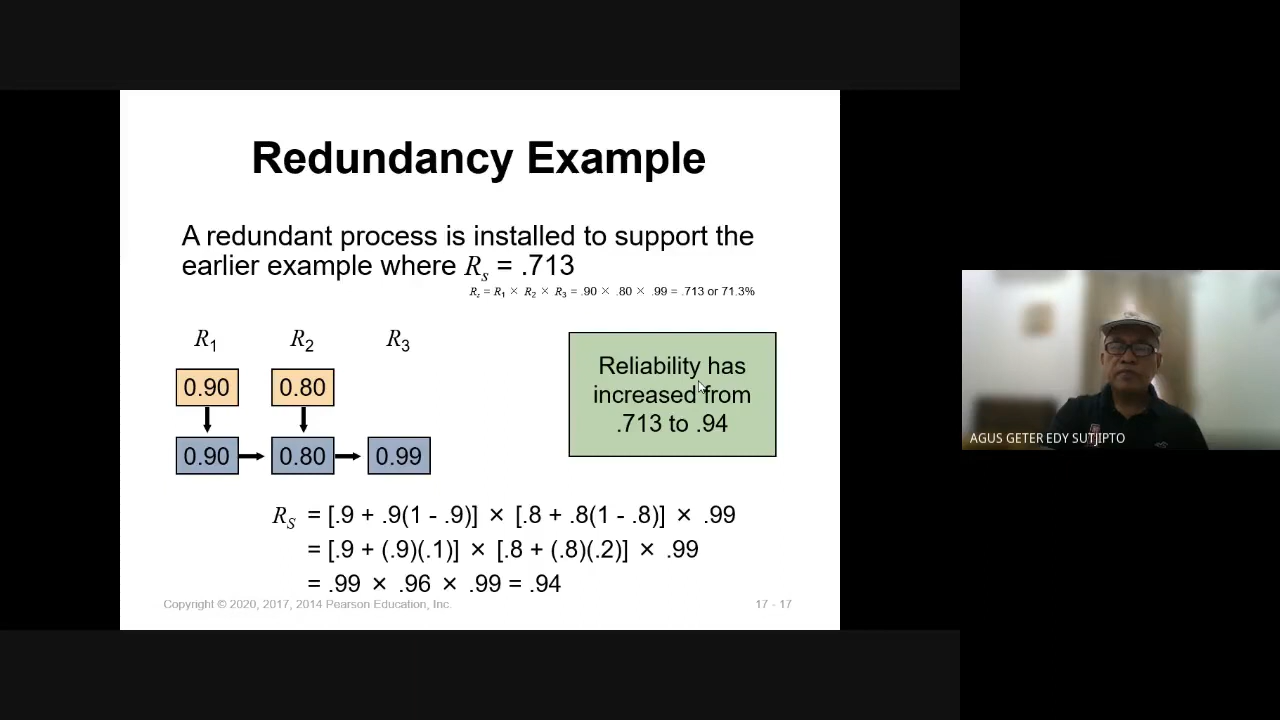 Redundancy Example
A redundant process is installed to support the
earlier example where Rs = .713
Rs = R1 × R2 × R3 = .90 × .80 × .99 = .713 or 71.3%
R1 R2 R3
0.90 0.80
0.90 0.80 0.99
Reliability has
increased from
.713 to .94
RS = [.9 + .9(1 - .9)] × [.8 + .8(1 - .8)] × .99
= [.9 + (.9)(.1)] × [.8 + (.8)(.2)] × .99
= .99 × .96 × .99 = .94
Copyright © 2020, 2017, 2014 Pearson Education, Inc.
17 - 17
AGUS GETER EDY SUTJIPTO